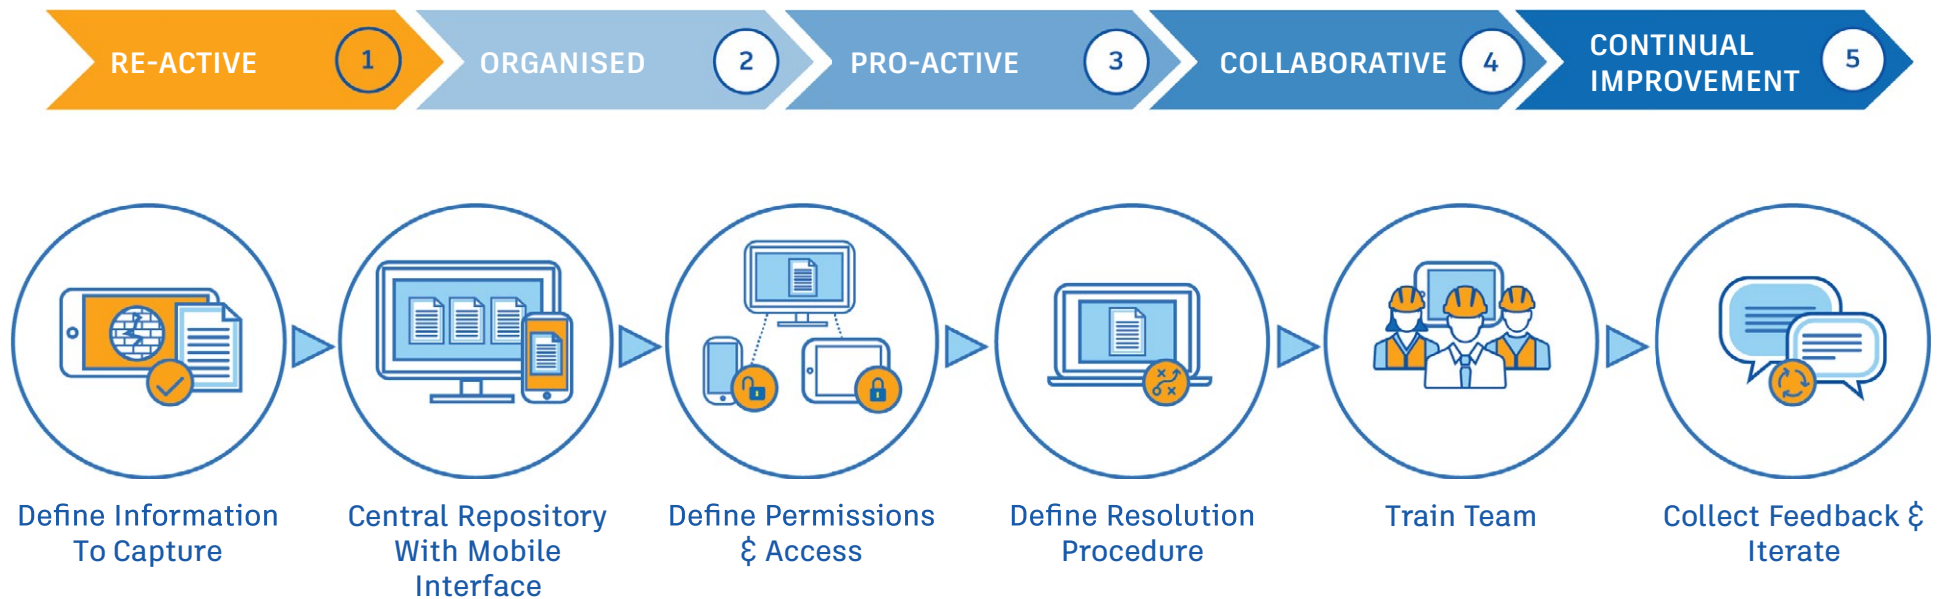 RE-ACTIVE 1
ORGANISED 2
PRO-ACTIVE 3
COLLABORATIVE 4
CONTINUAL
IMPROVEMENT 5
Define Information
To Capture
Central Repository
With Mobile
Interface
Define Permissions
& Access
Define Resolution
Procedure
Train Team
Collect Feedback &
Iterate